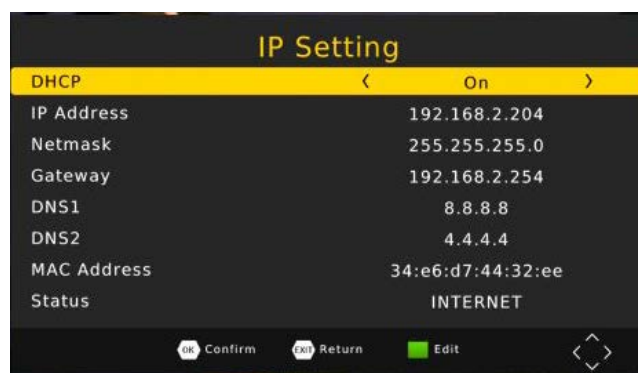 IP Setting
DHCP < On >
IP Address 192.168.2.204
Netmask 255.255.255.0
Gateway 192.168.2.254
DNS1 8.8.8.8
DNS2 4.4.4.4
MAC Address 34:e6:d7:44:32:ee
Status INTERNET
OK Confirm EXIT Return Edit